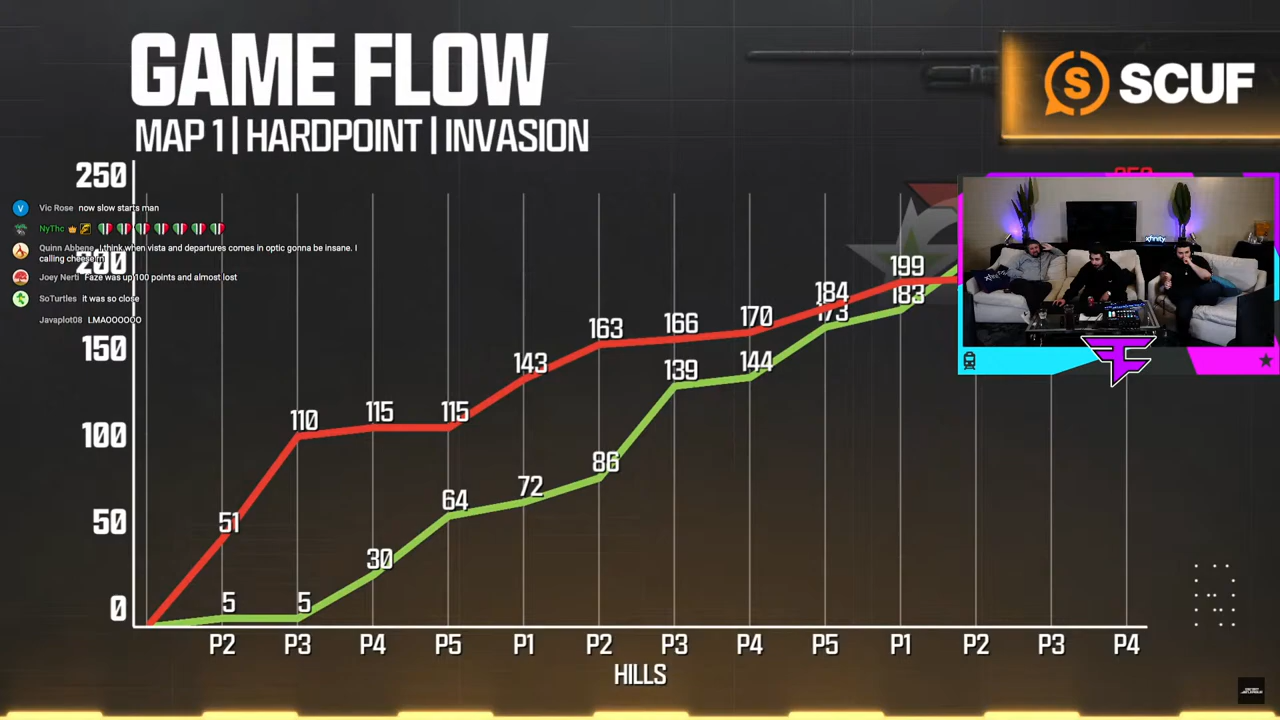 GAME FLOW
SCUF
MAP 1 | HARDPOINT | INVASION
250
Vic Rose now slow starts man
NyThc
Quinn Abbene I think when vista and departures comes in optic gonna be insane. I
calling cheese
Joey Nerti Faze was up 100 points and almost lost
SoTurtles it was so close
Javaplot08 LMAOOOOOO
200
150
100
50
0
51
110
115
115
143
163
166
170
184
199
5
5
30
64
72
86
139
144
173
183
xfinity
P2 P3 P4 P5 P1 P2 P3 P4 P5 P1 P2 P3 P4
HILLS